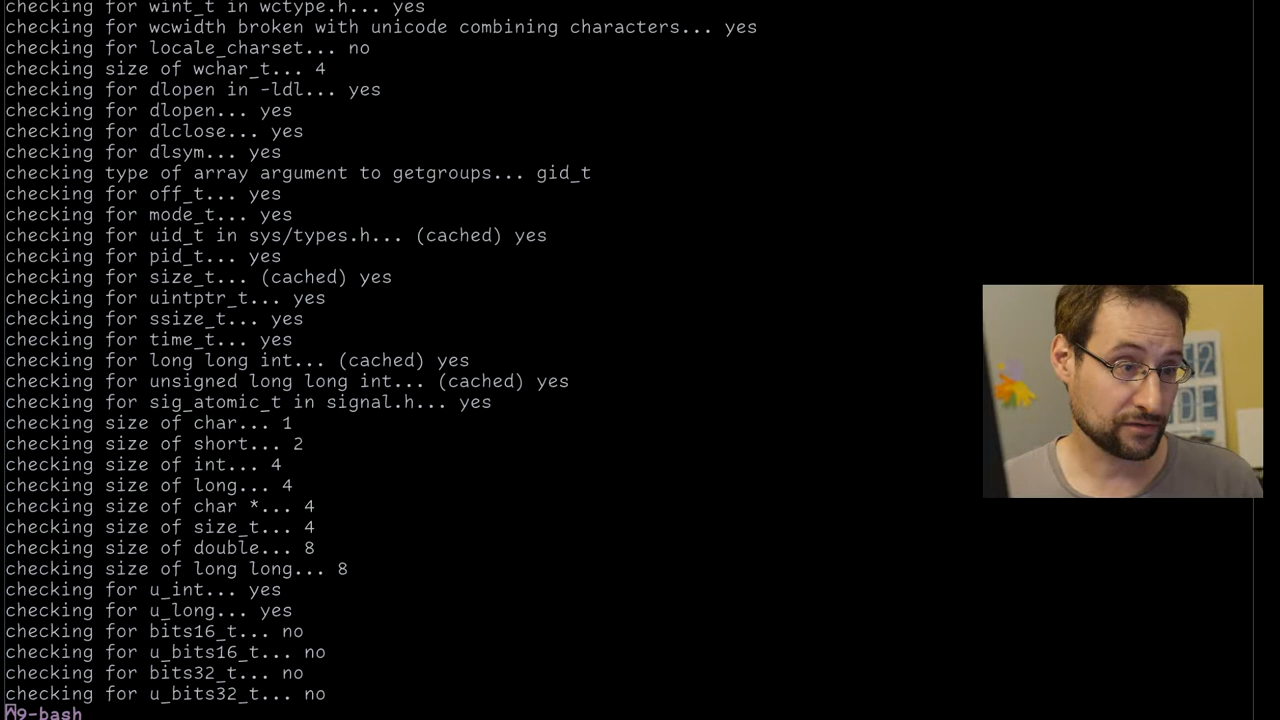 checking for wint_t in wctype.h... yes
checking for wcwidth broken with unicode combining characters... yes
checking for locale_charset... no
checking size of wchar_t... 4
checking for dlopen in -ldl... yes
checking for dlopen... yes
checking for dlclose... yes
checking for dlsym... yes
checking type of array argument to getgroups... gid_t
checking for off_t... yes
checking for mode_t... yes
checking for uid_t in sys/types.h... (cached) yes
checking for pid_t... yes
checking for size_t... (cached) yes
checking for uintptr_t... yes
checking for ssize_t... yes
checking for time_t... yes
checking for long long int... (cached) yes
checking for unsigned long long int... (cached) yes
checking for sig_atomic_t in signal.h... yes
checking size of char... 1
checking size of short... 2
checking size of int... 4
checking size of long... 4
checking size of char *... 4
checking size of size_t... 4
checking size of double... 8
checking size of long long... 8
checking for u_int... yes
checking for u_long... yes
checking for bits16_t... no
checking for u_bits16_t... no
checking for bits32_t... no
checking for u_bits32_t... no
9-bash